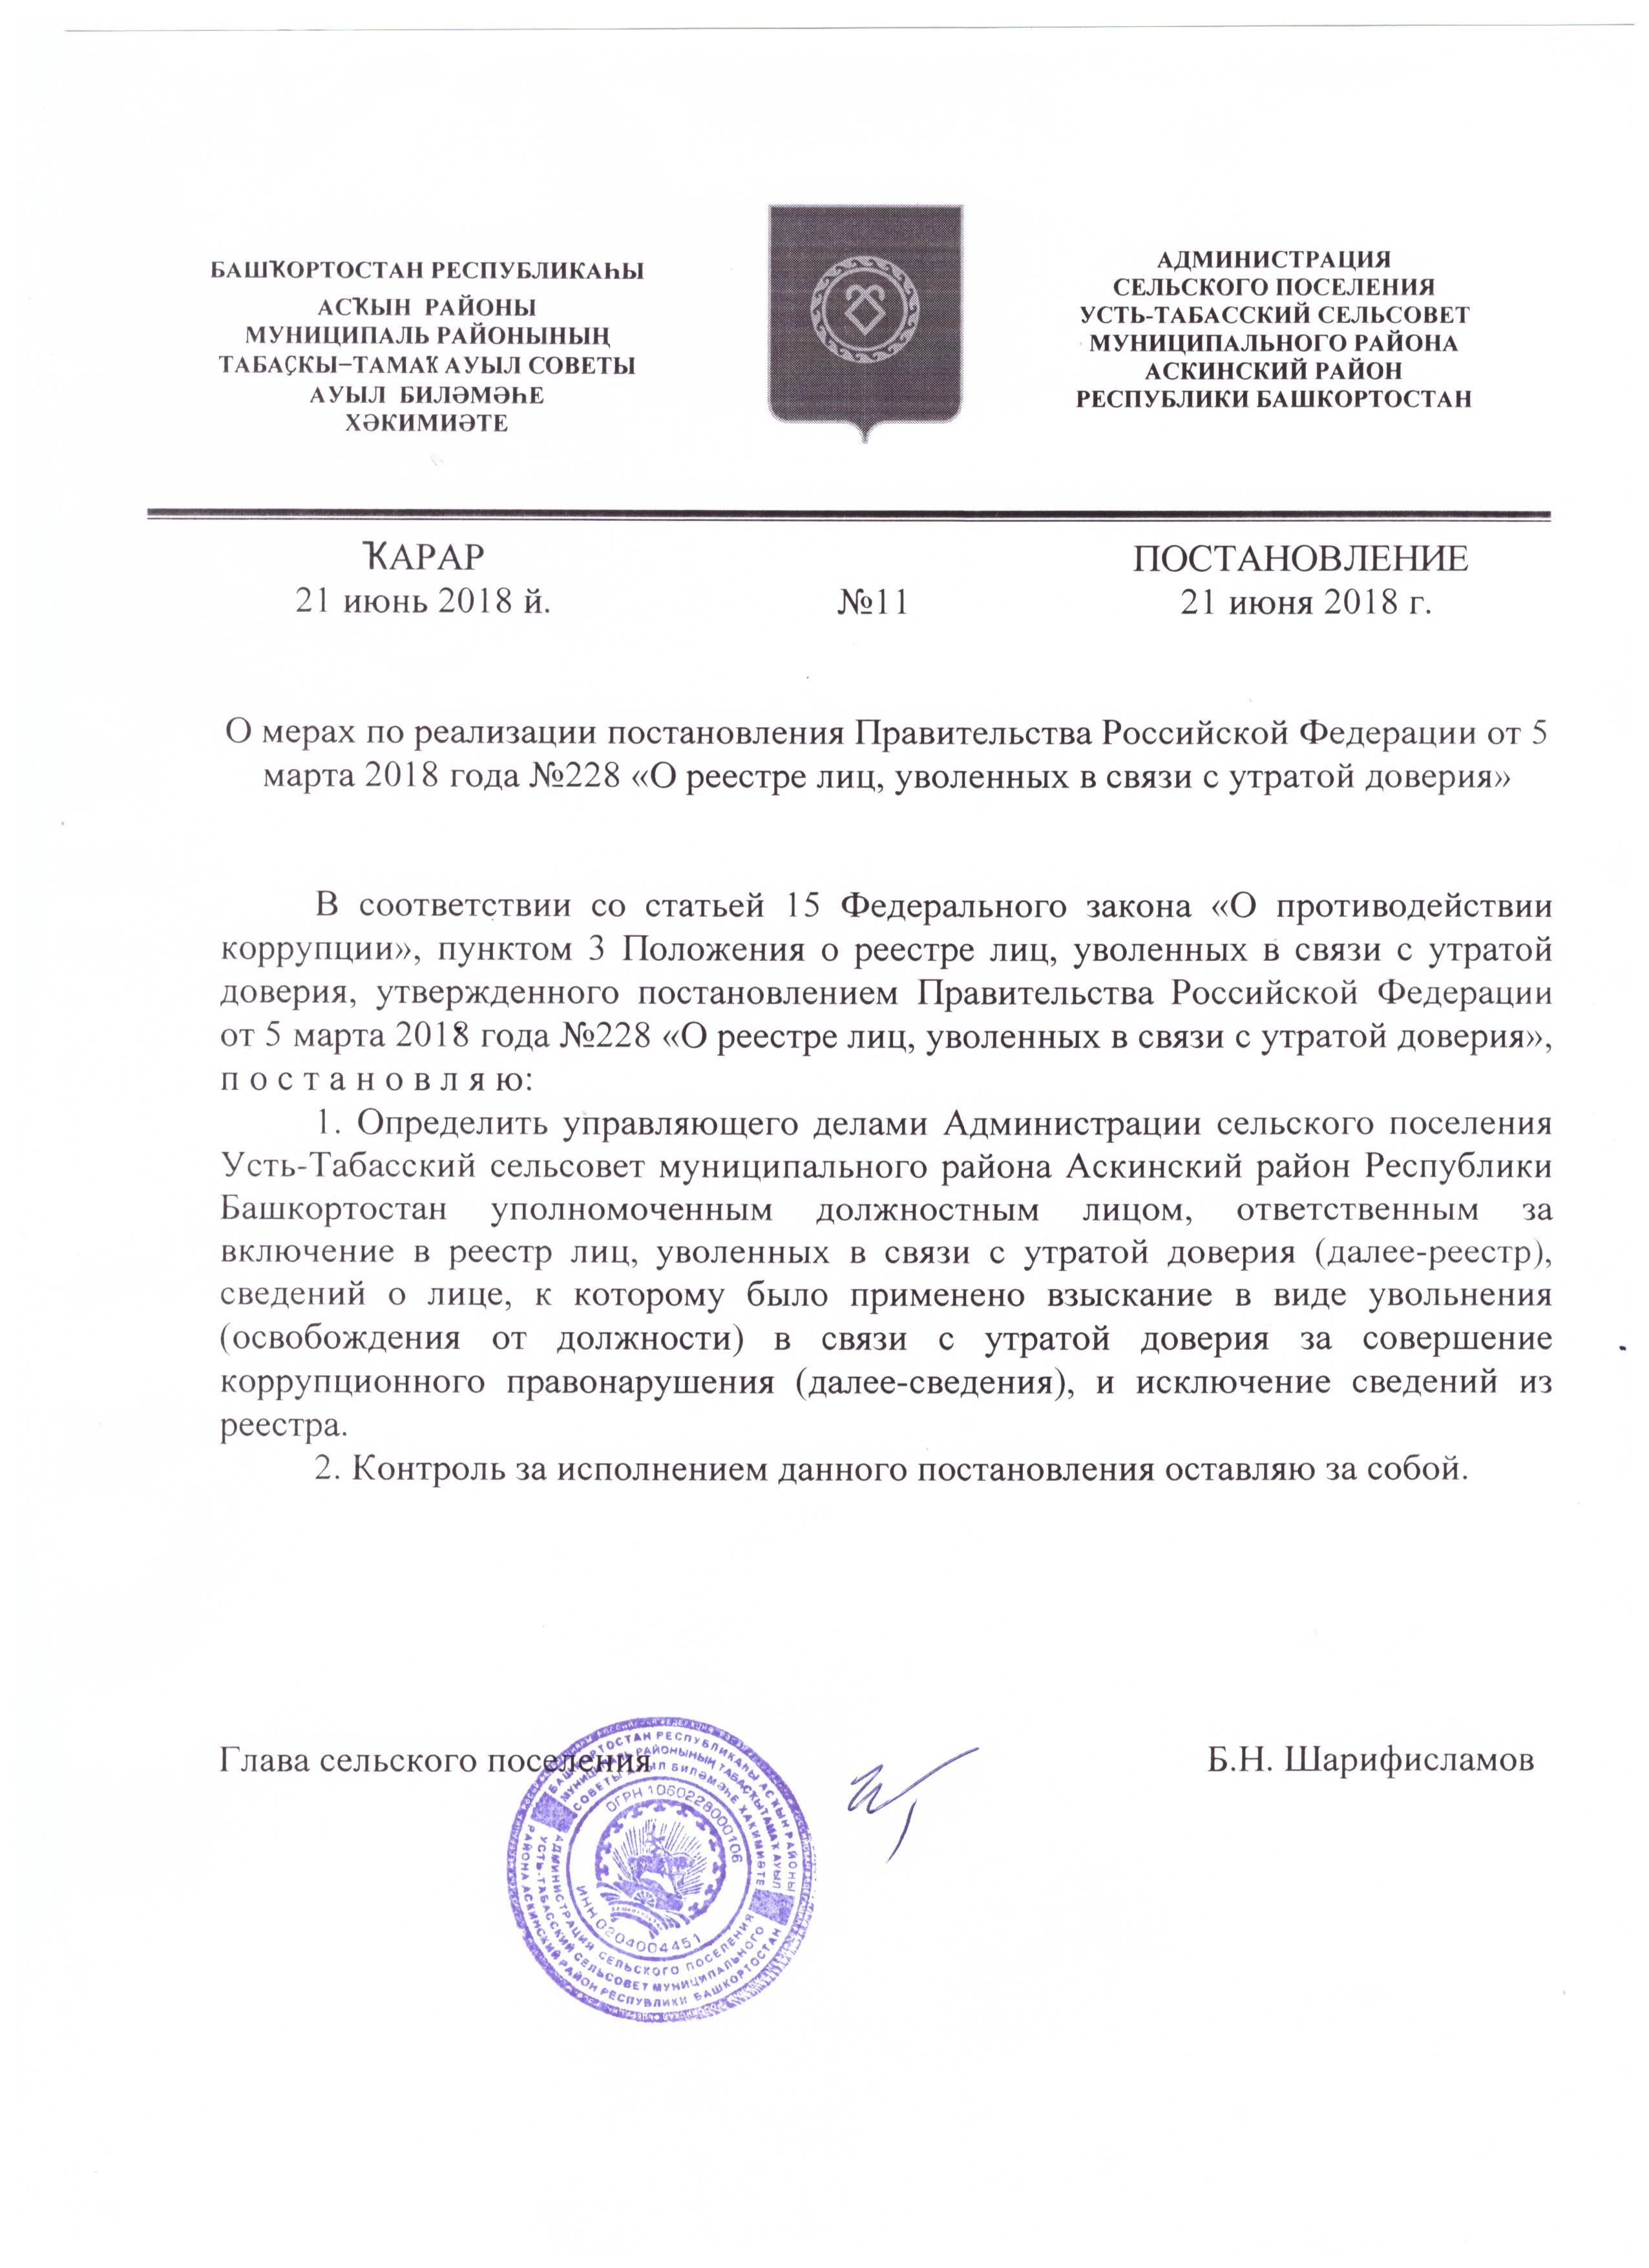 БАШҠОРТОСТАН РЕСПУБЛИКАҺЫ
АСҠЫН РАЙОНЫ
МУНИЦИПАЛЬ РАЙОНЫНЫҢ
ТАБАҪКЫ–ТАМАҠ АУЫЛ СОВЕТЫ
АУЫЛ БИЛӘМӘҺЕ
ХӘКИМИӘТЕ
АДМИНИСТРАЦИЯ
СЕЛЬСКОГО ПОСЕЛЕНИЯ
УСТЬ-ТАБАССКИЙ СЕЛЬСОВЕТ
МУНИЦИПАЛЬНОГО РАЙОНА
АСКИНСКИЙ РАЙОН
РЕСПУБЛИКИ БАШКОРТОСТАН
ҠАРАР
21 июнь 2018 й.
№11
ПОСТАНОВЛЕНИЕ
21 июня 2018 г.
О мерах по реализации постановления Правительства Российской Федерации от 5
марта 2018 года №228 «О реестре лиц, уволенных в связи с утратой доверия»
В соответствии со статьей 15 Федерального закона «О противодействии
коррупции», пунктом 3 Положения о реестре лиц, уволенных в связи с утратой
доверия, утвержденного постановлением Правительства Российской Федерации
от 5 марта 2018 года №228 «О реестре лиц, уволенных в связи с утратой доверия»,
п о с т а н о в л я ю:
1. Определить управляющего делами Администрации сельского поселения
Усть-Табасский сельсовет муниципального района Аскинский район Республики
Башкортостан уполномоченным должностным лицом, ответственным за
включение в реестр лиц, уволенных в связи с утратой доверия (далее-реестр),
сведений о лице, к которому было применено взыскание в виде увольнения
(освобождения от должности) в связи с утратой доверия за совершение
коррупционного правонарушения (далее-сведения), и исключение сведений из
реестра.
2. Контроль за исполнением данного постановления оставляю за собой.
Глава сельского поселения
Б.Н. Шарифисламов
БАШКОРТОСТАН РЕСПУБЛИКАҺЫ АСКЫН РАЙОНЫ
МУНИЦИПАЛЬ РАЙОНЫНЫҢ ТАБАСКЫТАМАК АУЫЛ
СОВЕТЫ АУЫЛ БИЛӘМӘҺЕ ХАКИМИӘТЕ
ОГРН 1060228000106
ИНН 0204004451
АДМИНИСТРАЦИЯ СЕЛЬСКОГО ПОСЕЛЕНИЯ
УСТЬ-ТАБАССКИЙ СЕЛЬСОВЕТ МУНИЦИПАЛЬНОГО
РАЙОНА АСКИНСКИЙ РАЙОН РЕСПУБЛИКИ БАШКОРТОСТАН